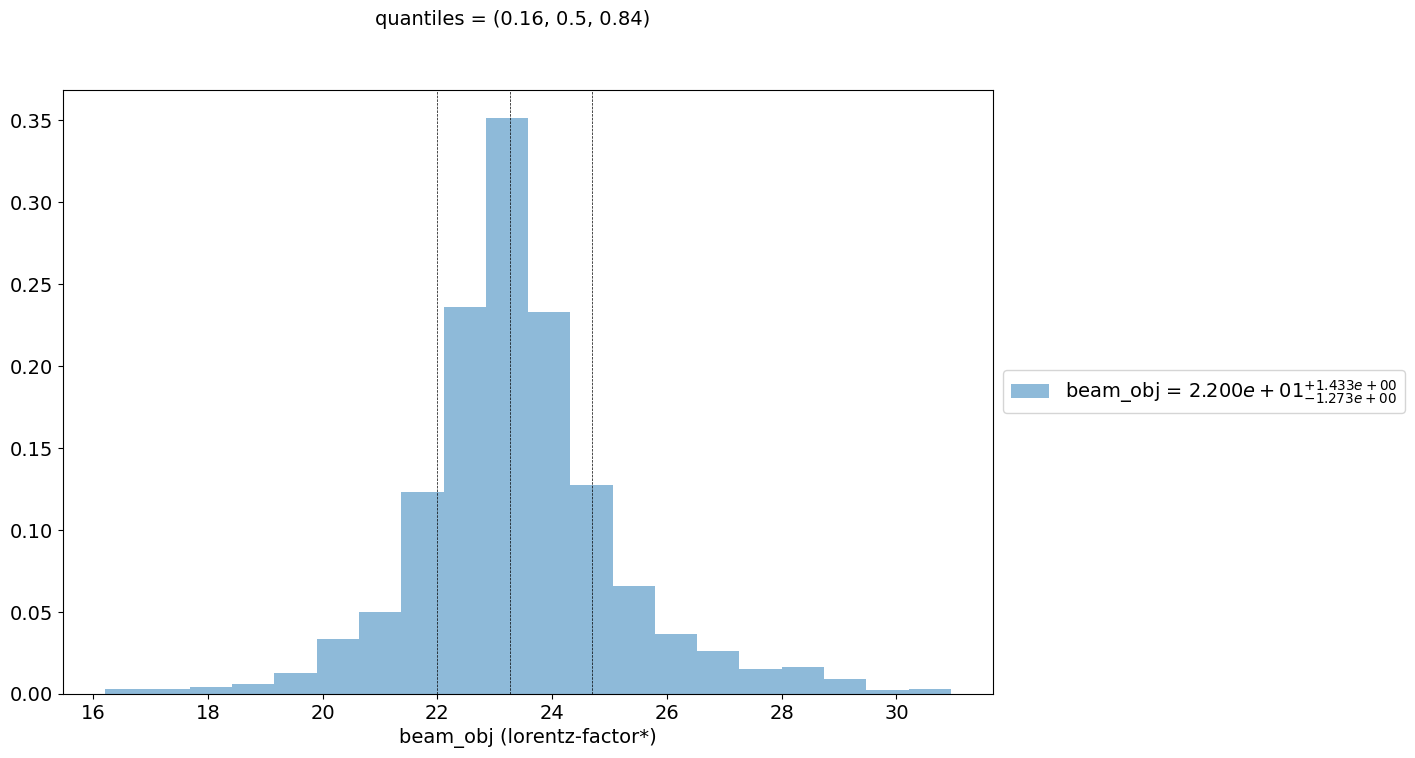 quantiles = (0.16, 0.5, 0.84)
0.35
0.30
0.25
0.20
0.15
0.10
0.05
0.00
16 18 20 22 24 26 28 30
beam_obj (lorentz-factor*)
beam_obj = 2.200e + 01 +1.433e + 00 −1.273e + 00